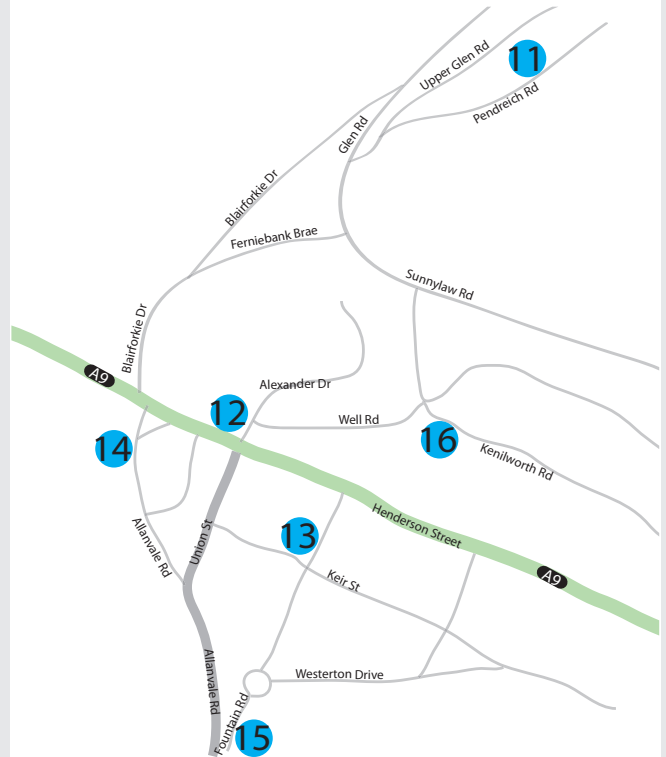 Upper Glen Rd
11
Pendreich Rd
Glen Rd
Blairforkie Dr
Ferniebank Brae
Sunnylaw Rd
Blairforkie Dr
A9
Alexander Dr
12
Well Rd
14
16
Kenilworth Rd
Henderson Street
Union St
13
Allanvale Rd
Keir St
A9
Allanvale Rd
Westerton Drive
Fountain Rd
15